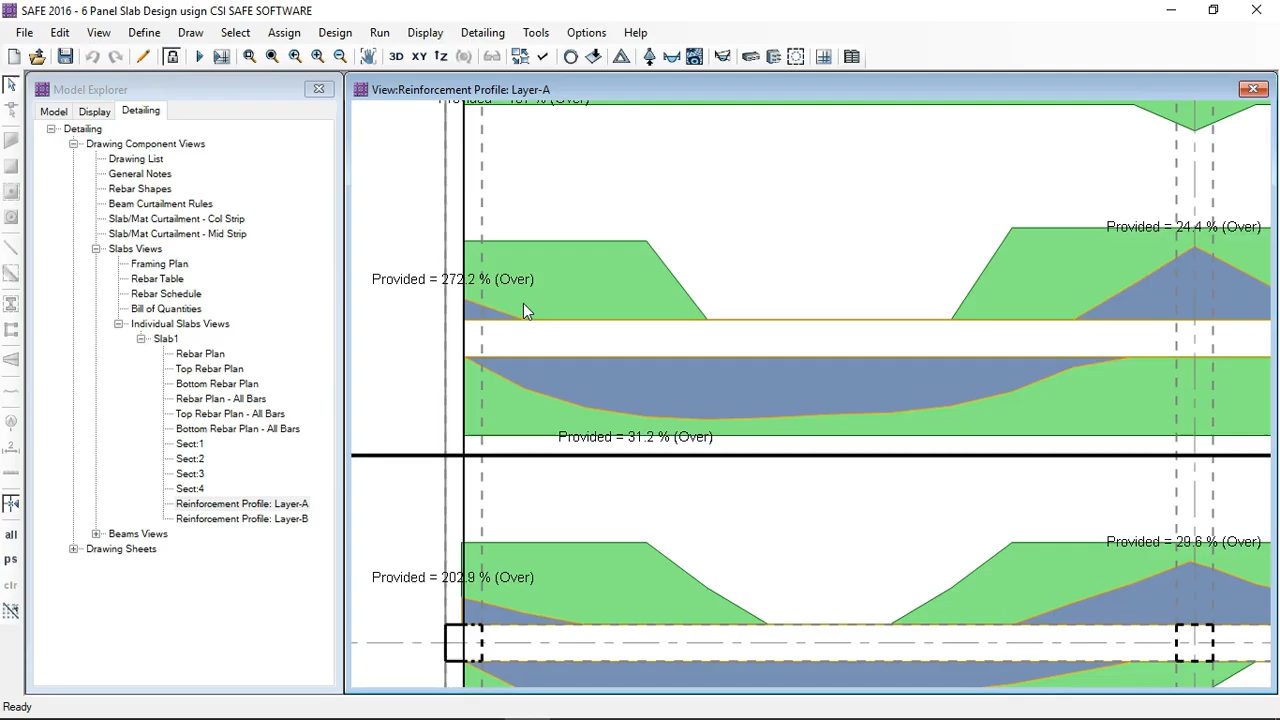 SAFE 2016 - 6 Panel Slab Design usign CSI SAFE SOFTWARE
File Edit View Define Draw Select Assign Design Run Display Detailing Tools Options Help
3D XY
Model Explorer
Model Display Detailing
Detailing
Drawing Component Views
Drawing List
General Notes
Rebar Shapes
Beam Curtailment Rules
Slab/Mat Curtailment - Col Strip
Slab/Mat Curtailment - Mid Strip
Slabs Views
Framing Plan
Rebar Table
Rebar Schedule
Bill of Quantities
Individual Slabs Views
Slab1
Rebar Plan
Top Rebar Plan
Bottom Rebar Plan
Rebar Plan - All Bars
Top Rebar Plan - All Bars
Bottom Rebar Plan - All Bars
Sect:1
Sect:2
Sect:3
Sect:4
Reinforcement Profile: Layer-A
Reinforcement Profile: Layer-B
Beams Views
Drawing Sheets
all
ps
clr
View:Reinforcement Profile: Layer-A
Provided = 24.4 % (Over)
Provided = 272.2 % (Over)
Provided = 31.2 % (Over)
Provided = 29.6 % (Over)
Provided = 202.9 % (Over)
Ready